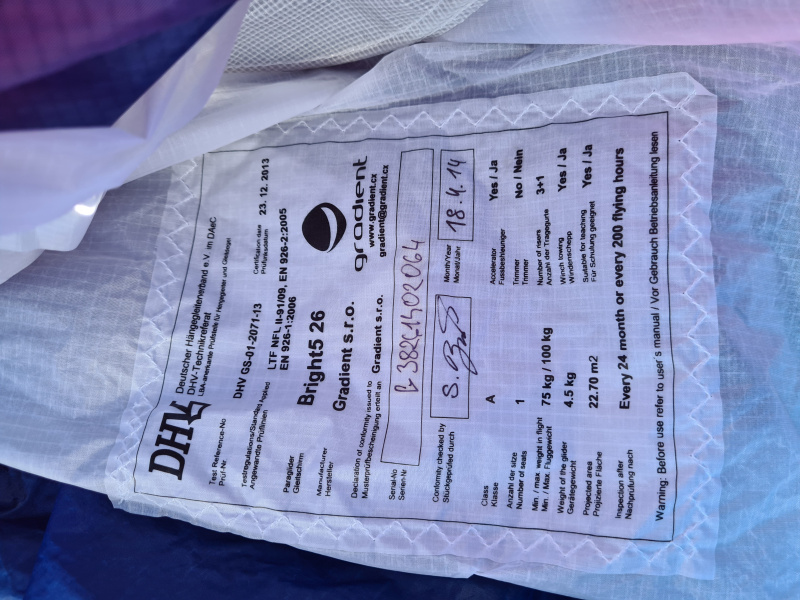 DHV
Deutscher Hängegleiterverband e.V. im DAeC
DHV-Technikreferat
LBA-anerkannte Prüfstelle für Hängegleiter und Gleitsegel
Test Reference-No
Prüf-Nr.
DHV GS-01-2071-13
Certification date
Prüfdatum
23. 12. 2013
Testregulations/Standards applied
Angewandte Prüflinien
LTF NFL II-91/09, EN 926-2:2005
EN 926-1:2006
Paraglider
Gleitschirm
Bright5 26
Manufacturer
Hersteller
Gradient s.r.o.
gradient
www.gradient.cx
gradient@gradient.cx
Declaration of conformity issued to
Musterprüfbescheinigung erteilt an
Gradient s.r.o.
Serial-No
Serien-Nr
Conformity checked by
Stückgeprüft durch
Month/Year
Monat/Jahr
18.4.14
Class
Klasse
A
Accelerator
Fussbeshleuniger
Yes / Ja
Anzahl der sitze
Number of seats
1
Trimmer
Trimmer
No / Nein
Min. / max weight in flight
Min. / Max. Fluggewicht
75 kg / 100 kg
Number of risers
Anzahl der Tragegurte
3+1
Weight of the glider
Gerätegewicht
4.5 kg
Winch towing
Windenschepp
Yes / Ja
Projected area
Projizierte Fläche
22.70 m2
Suitable for teaching
Für Schulung geeignet
Yes / Ja
Inspection after
Nachprüfung nach
Every 24 month or every 200 flying hours
Warning: Before use refer to user's manual / Vor Gebrauch Betriebsanleitung lesen